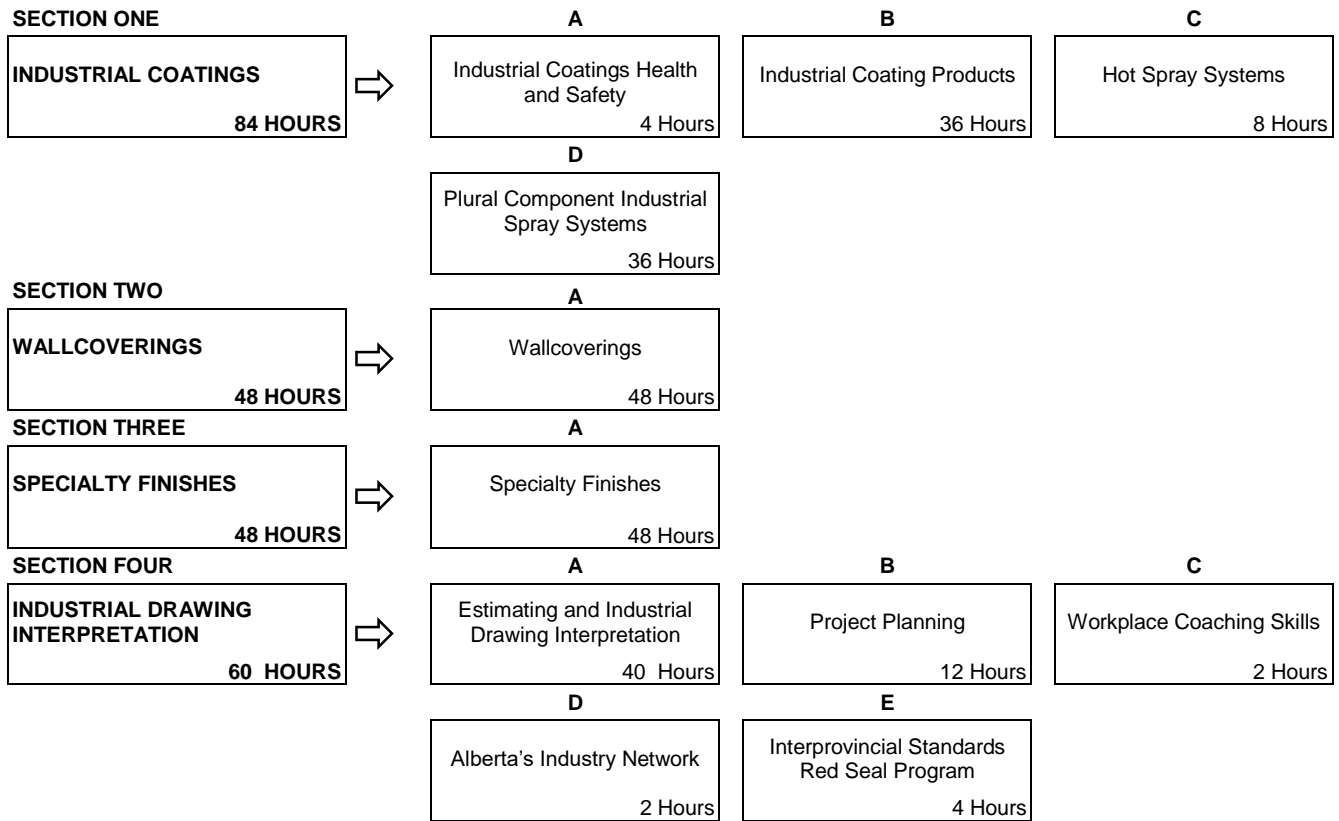 SECTION ONE
A
B
C
INDUSTRIAL COATINGS
84 HOURS
Industrial Coatings Health
and Safety
4 Hours
Industrial Coating Products
36 Hours
Hot Spray Systems
8 Hours
D
Plural Component Industrial
Spray Systems
36 Hours
SECTION TWO
A
WALLCOVERINGS
48 HOURS
Wallcoverings
48 Hours
SECTION THREE
A
SPECIALTY FINISHES
48 HOURS
Specialty Finishes
48 Hours
SECTION FOUR
A
B
C
INDUSTRIAL DRAWING
INTERPRETATION
60 HOURS
Estimating and Industrial
Drawing Interpretation
40 Hours
Project Planning
12 Hours
Workplace Coaching Skills
2 Hours
D
E
Alberta’s Industry Network
2 Hours
Interprovincial Standards
Red Seal Program
4 Hours